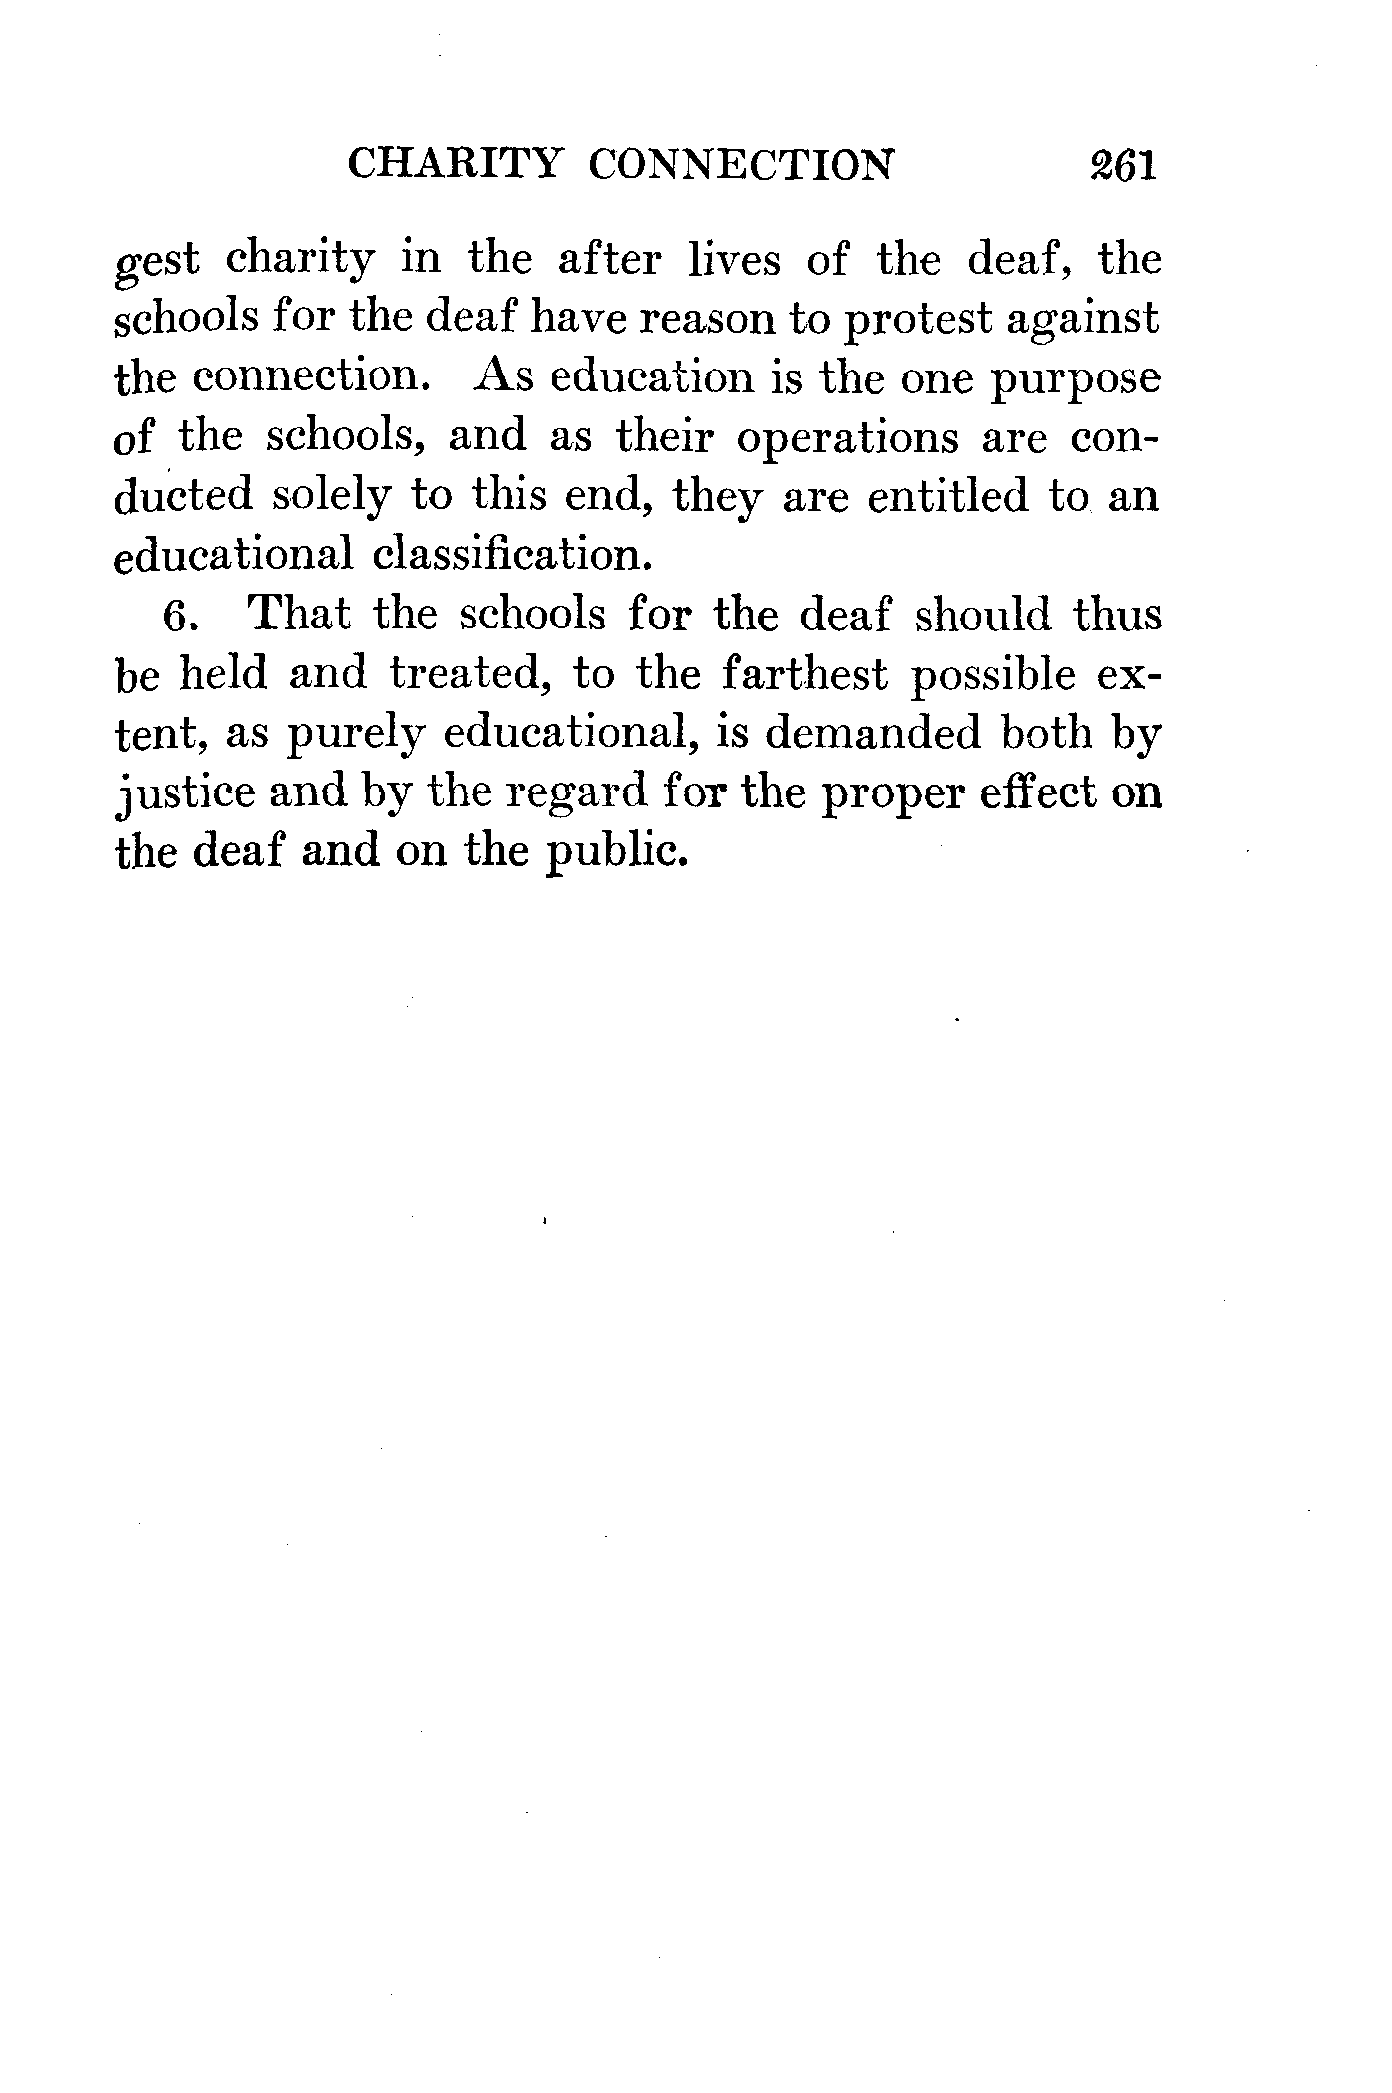 CHARITY CONNECTION 261
gest charity in the after lives of the deaf, the
schools for the deaf have reason to protest against
the connection. As education is the one purpose
of the schools, and as their operations are con-
ducted solely to this end, they are entitled to an
educational classification.
6. That the schools for the deaf should thus
be held and treated, to the farthest possible ex-
tent, as purely educational, is demanded both by
justice and by the regard for the proper effect on
the deaf and on the public.